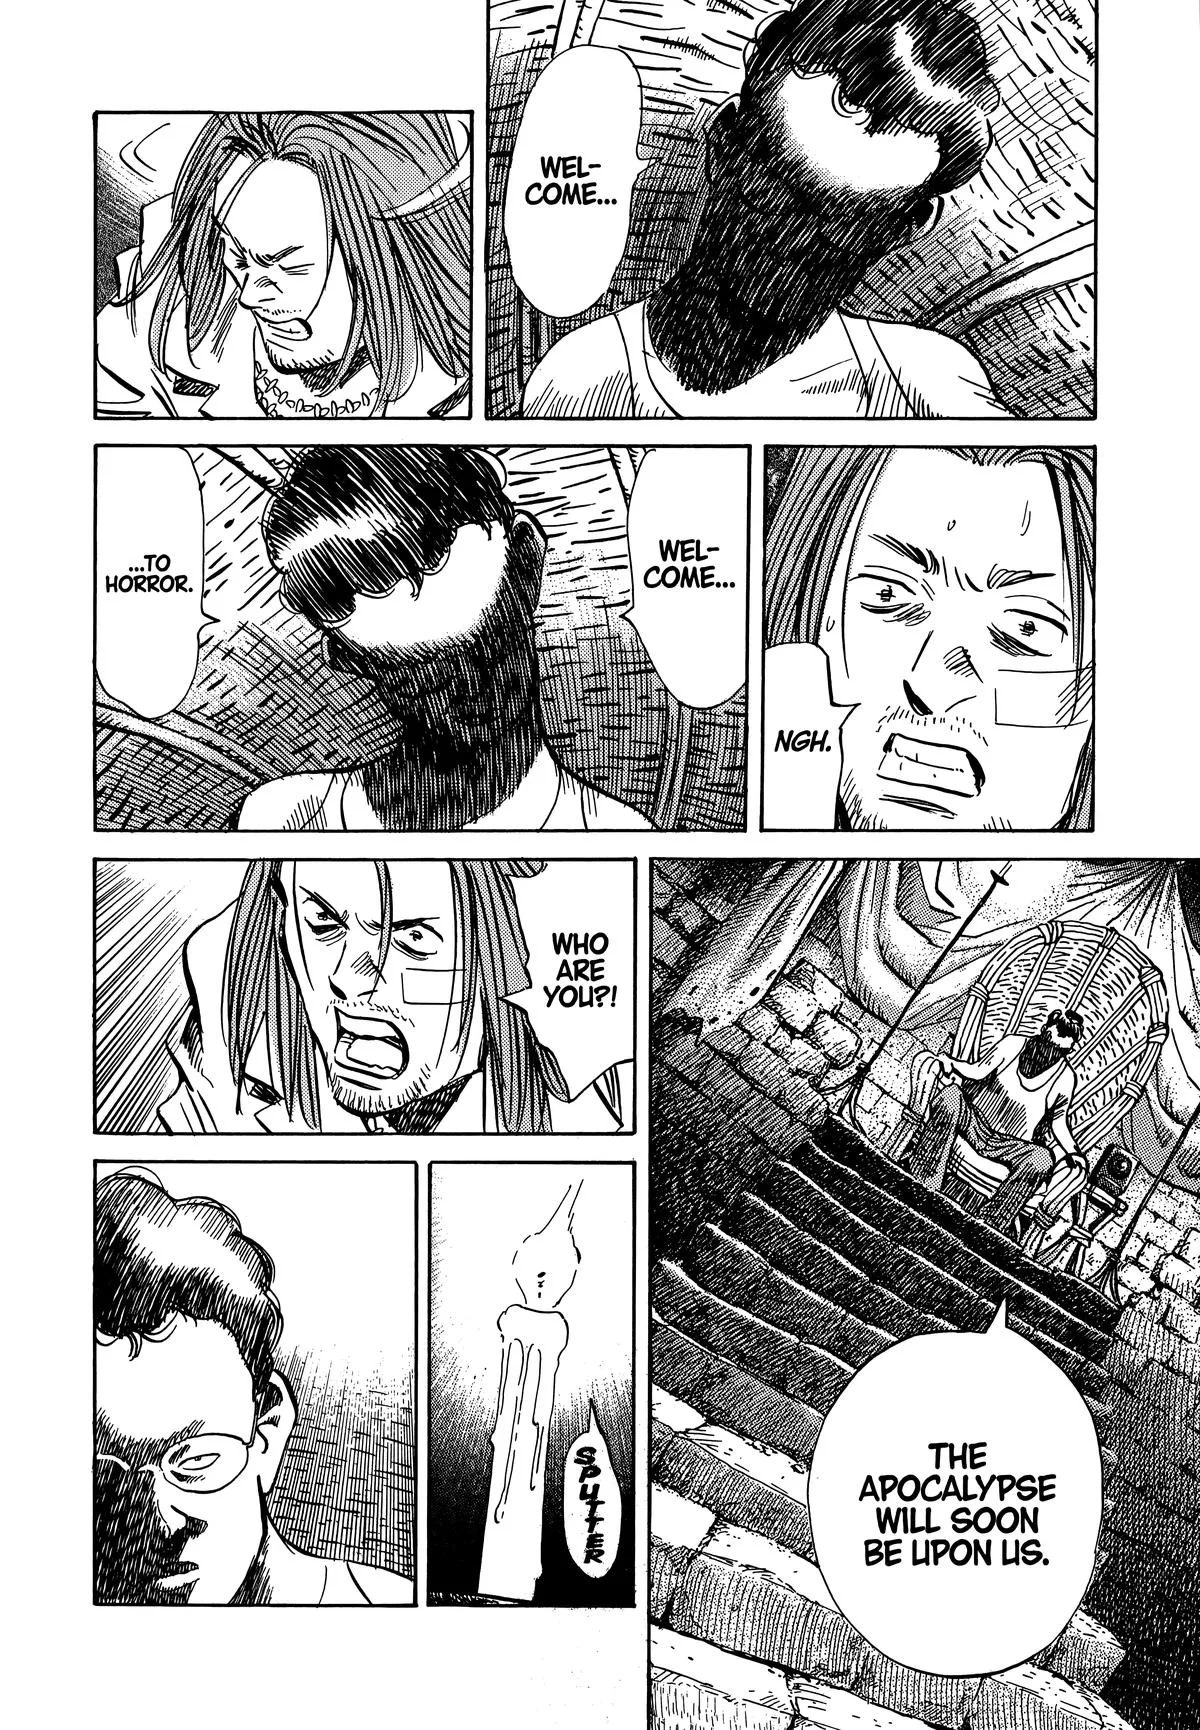 WEL-
COME...
NGH.
WEL-
COME...
...TO
HORROR.
WHO
ARE
YOU?!
THE
APOCALYPSE
WILL SOON
BE UPON US.
SPUTTER